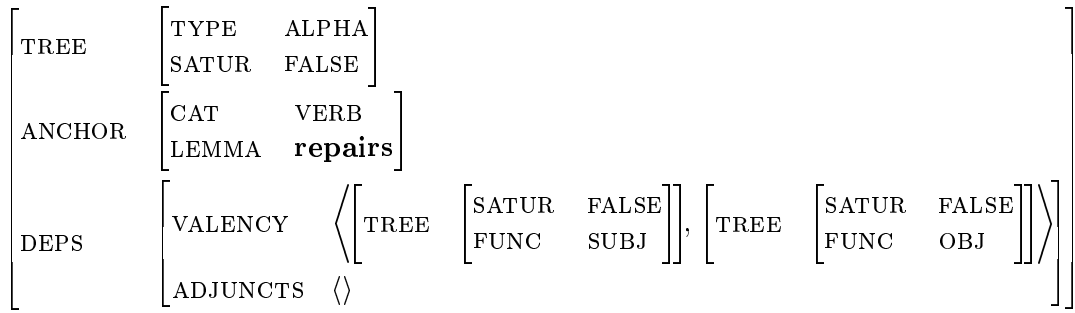 TYPE ALPHA
TREE
SATUR FALSE
CAT VERB
ANCHOR
LEMMA repairs
SATUR FALSE SATUR FALSE
VALENCY ⟨[TREE [ ]], [TREE [ ]]⟩
DEPS FUNC SUBJ FUNC OBJ
ADJUNCTS ⟨⟩